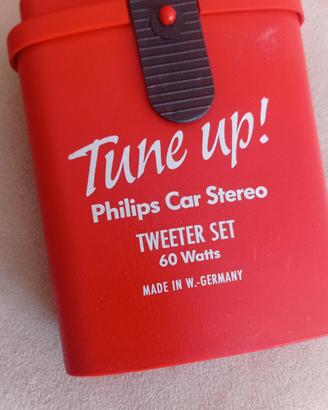 Tune up!
Philips Car Stereo
TWEETER SET
60 Watts
MADE IN W.-GERMANY